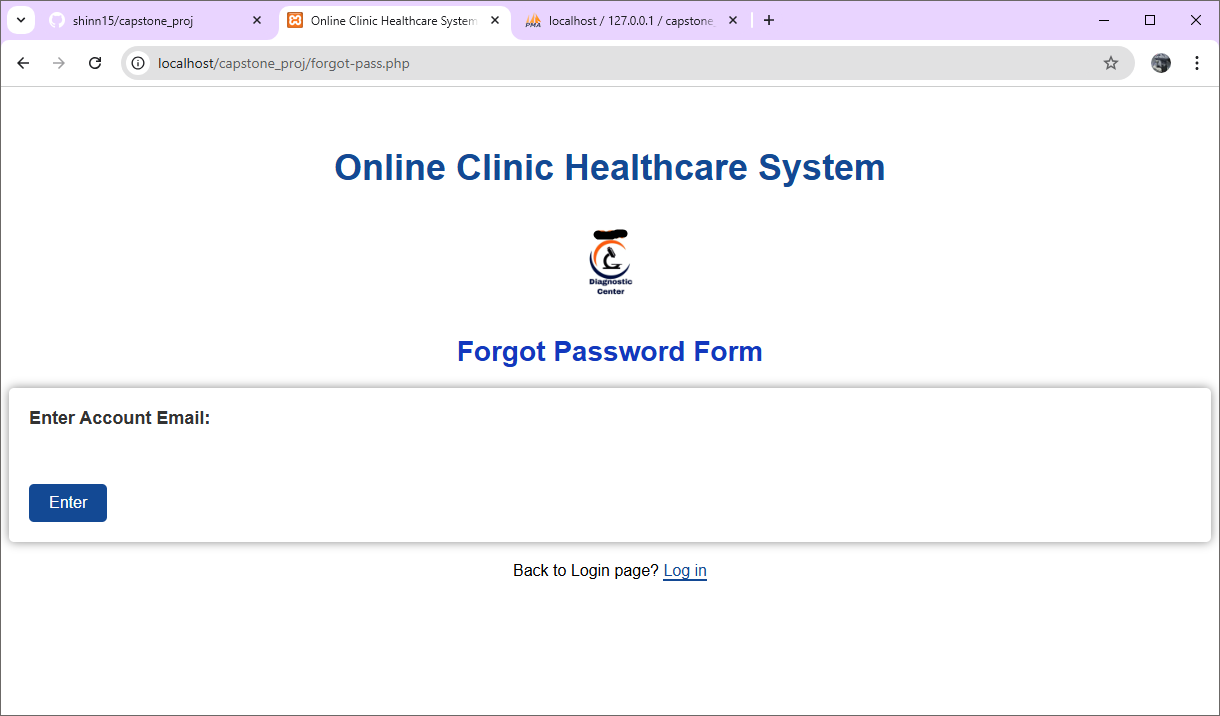 shinn15/capstone_proj
Online Clinic Healthcare System
localhost / 127.0.0.1 / capstone_
localhost/capstone_proj/forgot-pass.php
Online Clinic Healthcare System
Diagnostic
Center
Forgot Password Form
Enter Account Email:
Enter
Back to Login page? Log in